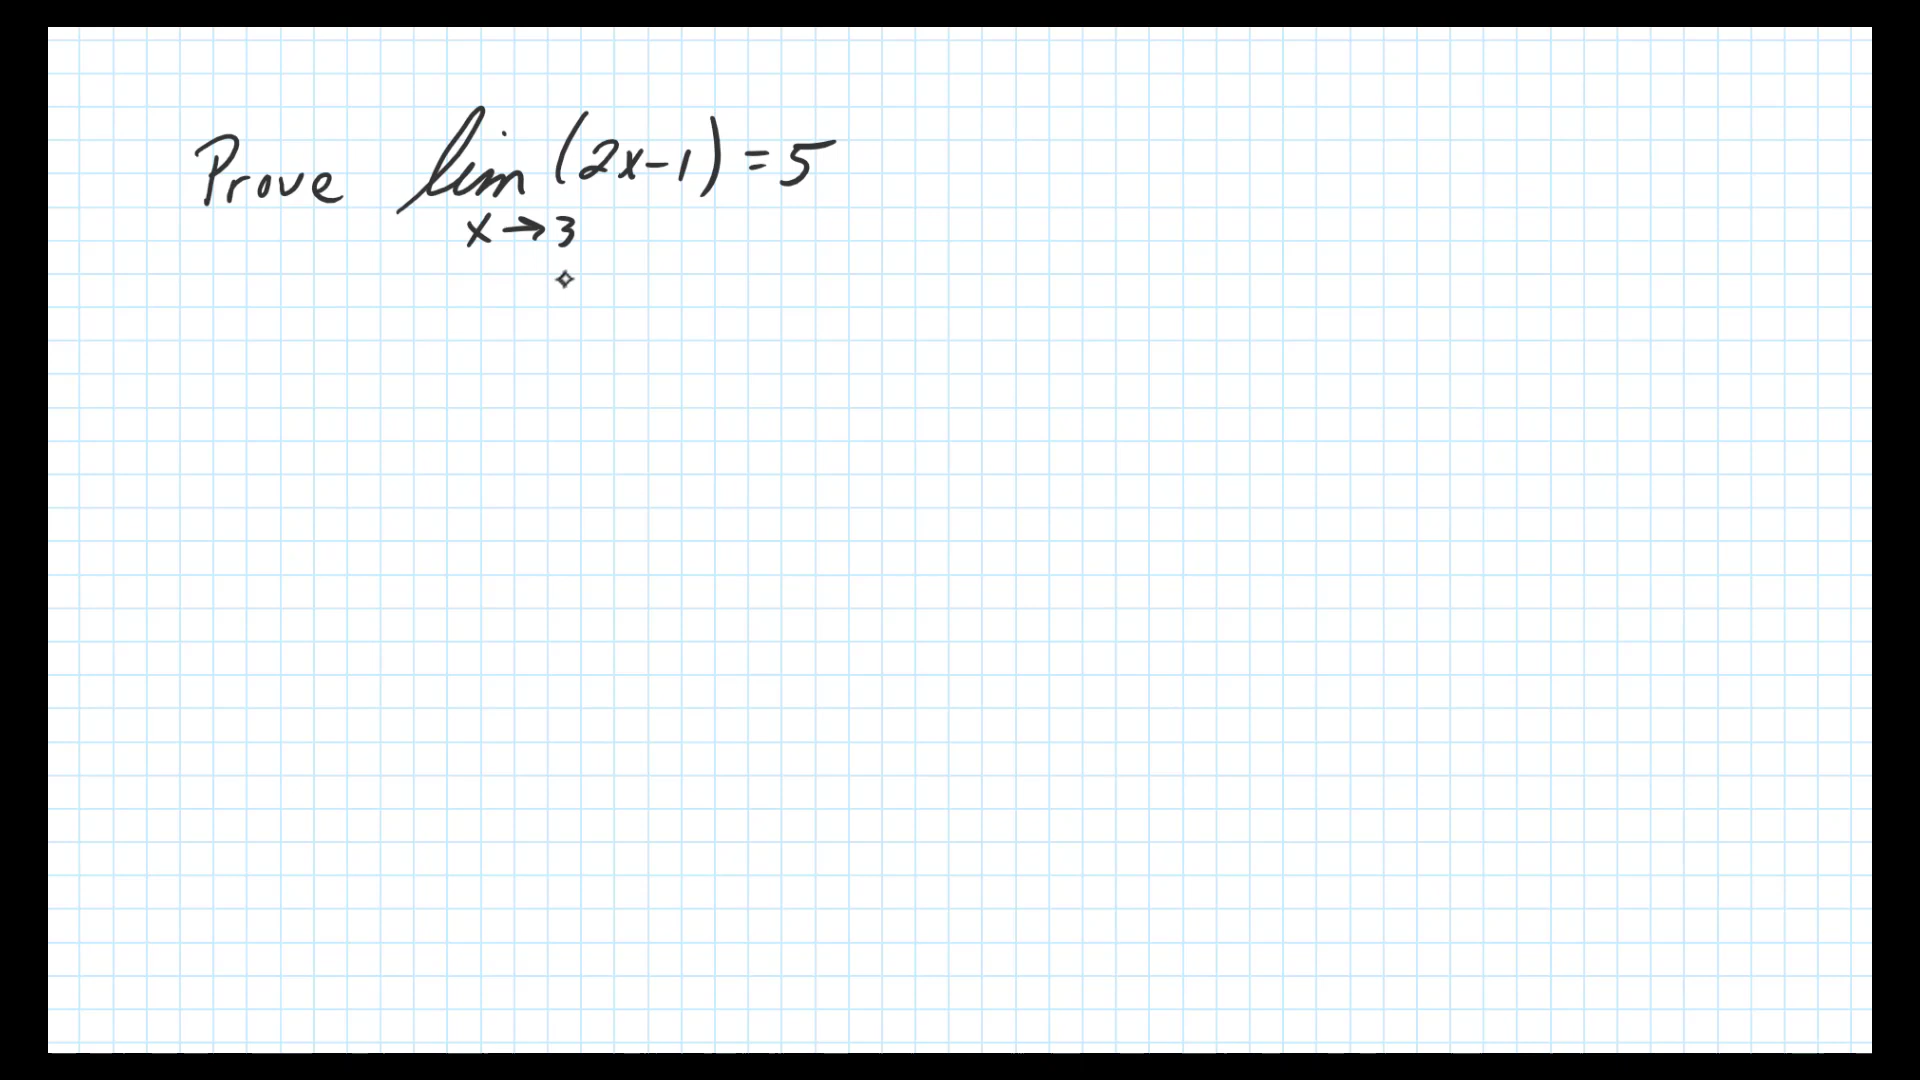 Prove lim (2x-1) = 5
x→3